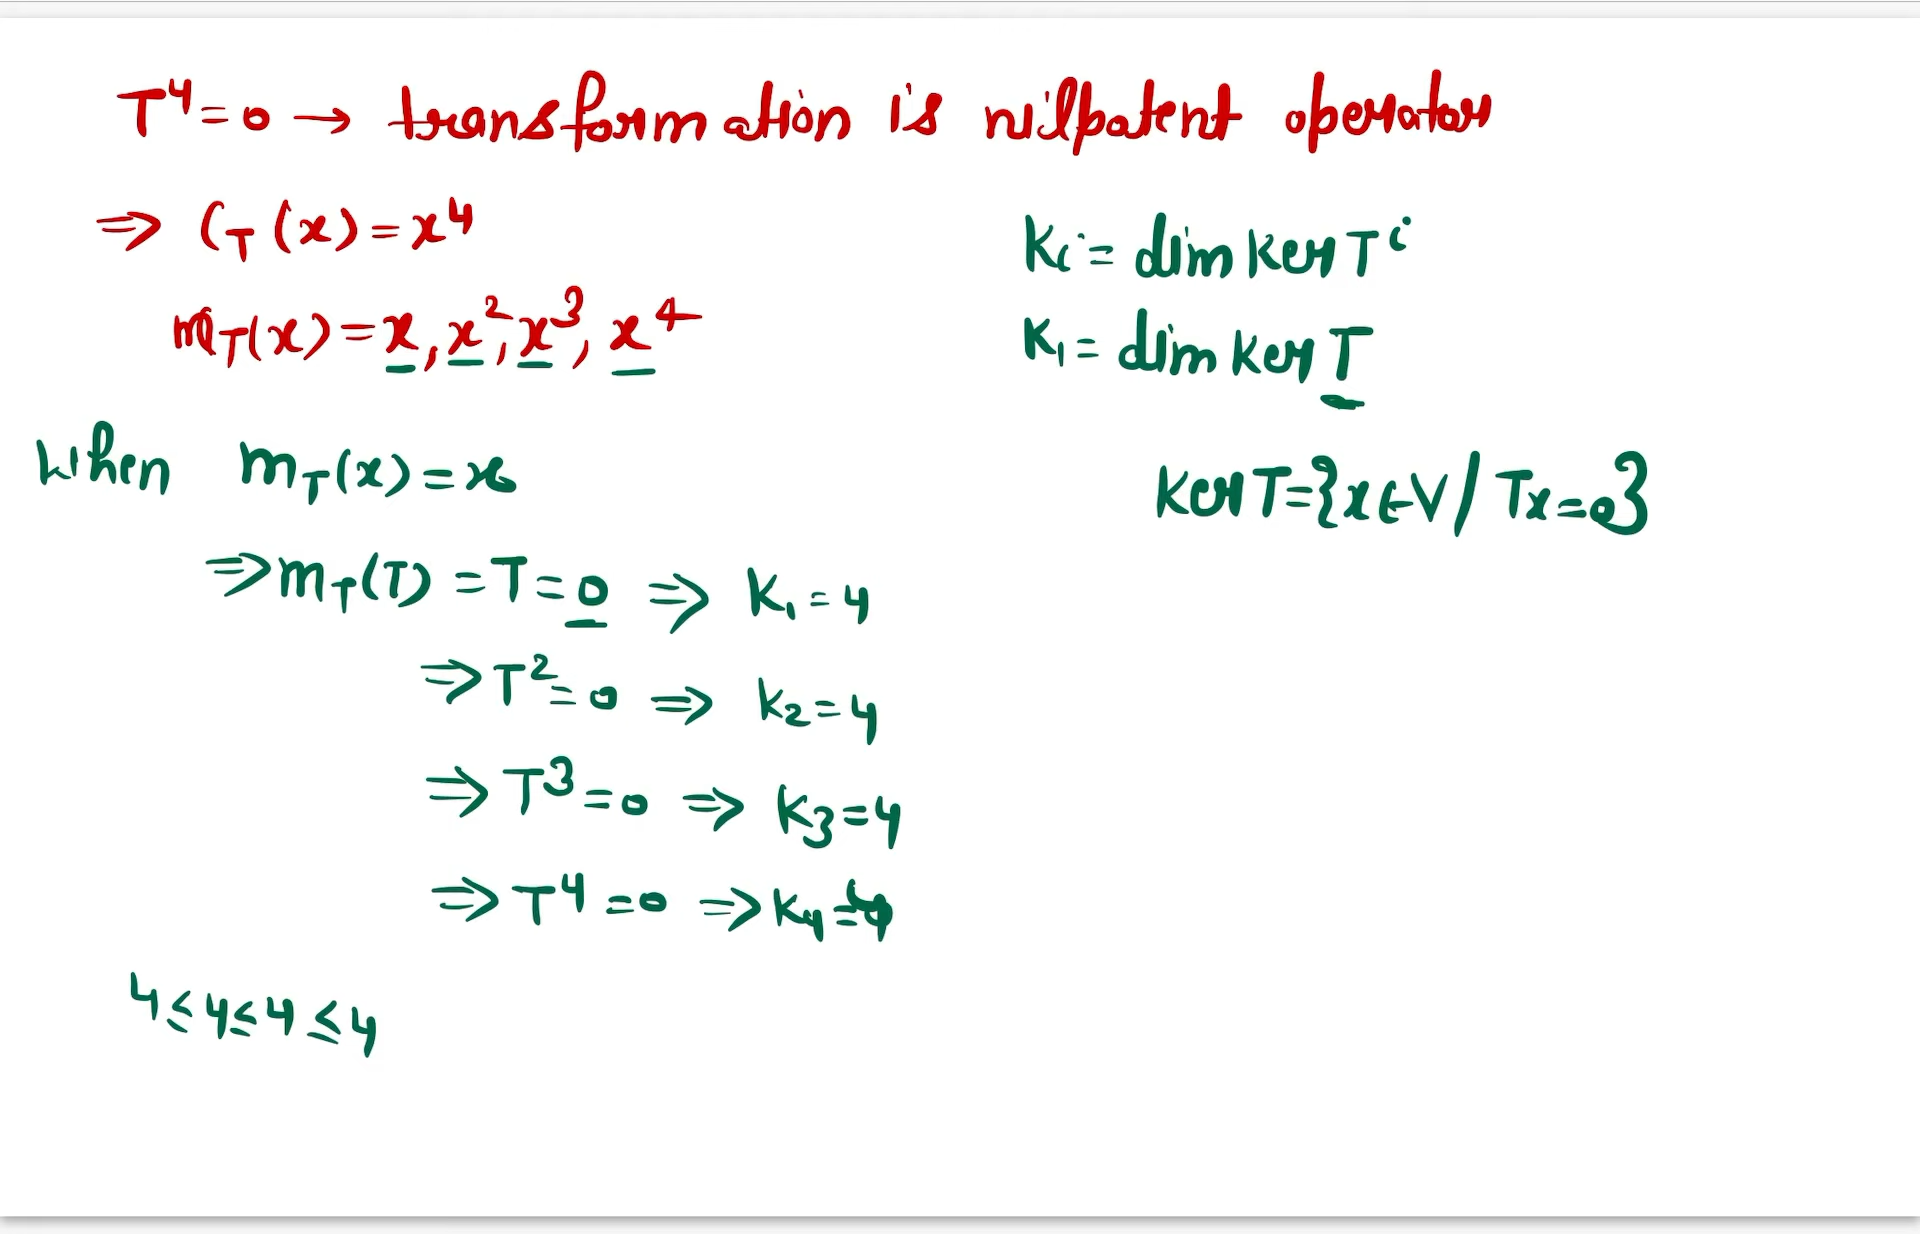 T⁴=0 → transformation is nilpotent operator
⇒ C_T(x)=x⁴
m_T(x)=x, x², x³, x⁴
when m_T(x)=x
⇒ m_T(T) = T = 0 ⇒ K₁=4
⇒ T²=0 ⇒ K₂=4
⇒ T³=0 ⇒ K₃=4
⇒ T⁴=0 ⇒ K₄=4
4≤4≤4≤4
Kᵢ = dim Ker Tⁱ
K₁ = dim Ker T
Ker T={x∈V/ Tx=0}